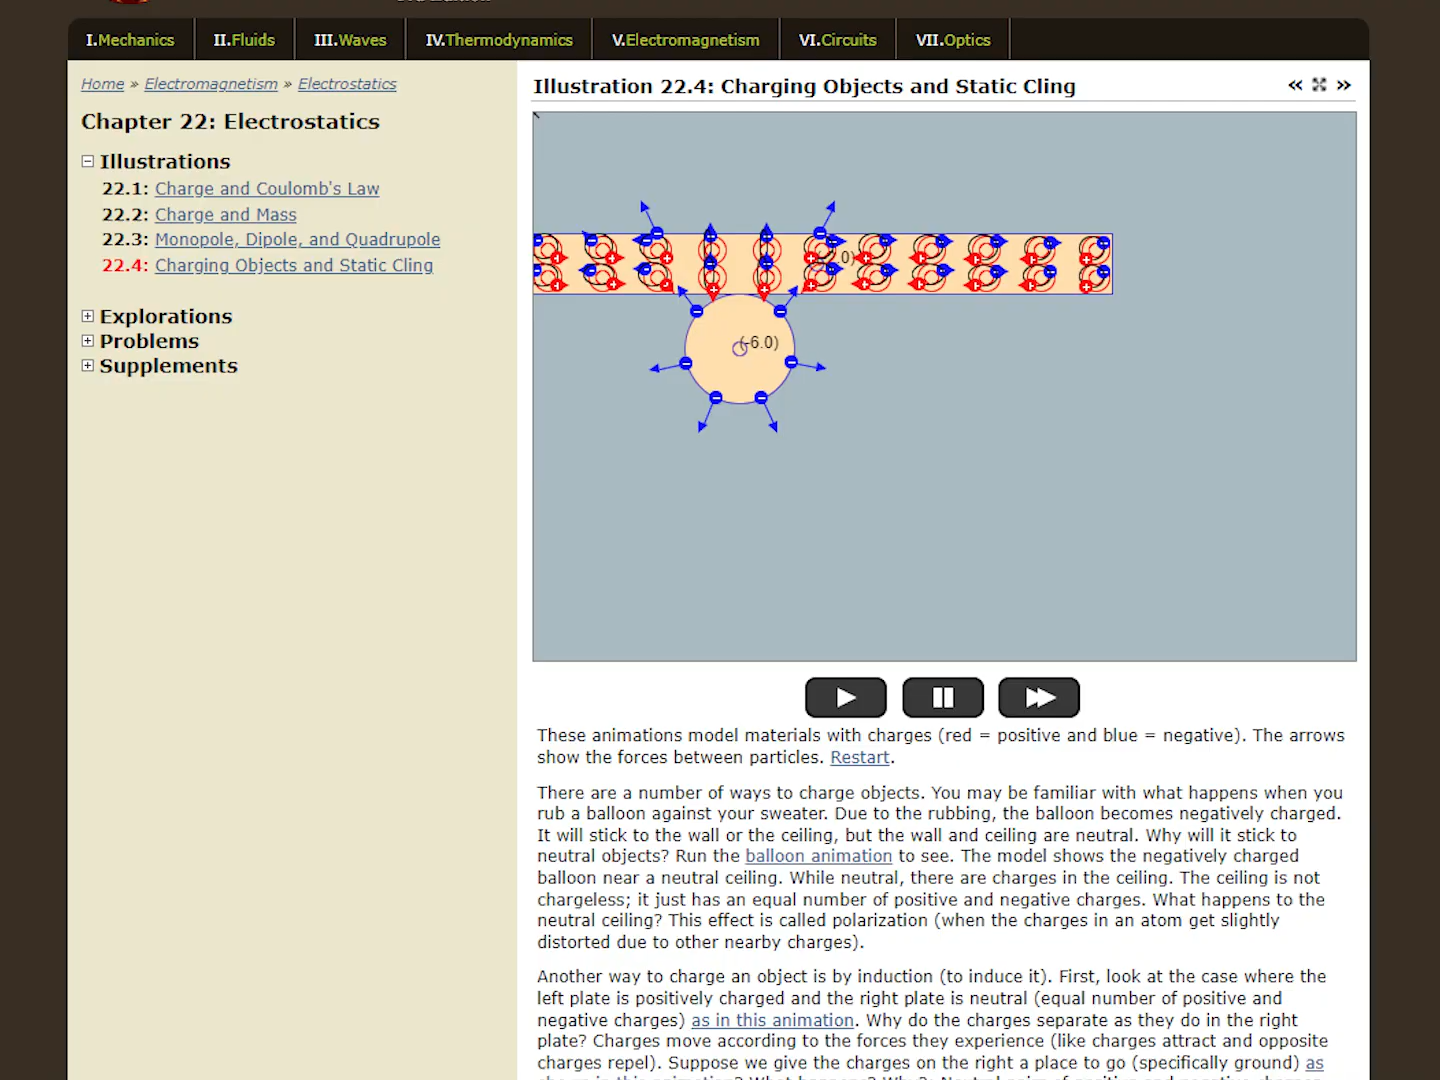 I.Mechanics II.Fluids III.Waves IV.Thermodynamics V.Electromagnetism VI.Circuits VII.Optics
Home » Electromagnetism » Electrostatics
Chapter 22: Electrostatics
Illustrations
22.1: Charge and Coulomb's Law
22.2: Charge and Mass
22.3: Monopole, Dipole, and Quadrupole
22.4: Charging Objects and Static Cling
Explorations
Problems
Supplements
Illustration 22.4: Charging Objects and Static Cling
« »
(-6.0)
These animations model materials with charges (red = positive and blue = negative). The arrows
show the forces between particles. Restart.
There are a number of ways to charge objects. You may be familiar with what happens when you
rub a balloon against your sweater. Due to the rubbing, the balloon becomes negatively charged.
It will stick to the wall or the ceiling, but the wall and ceiling are neutral. Why will it stick to
neutral objects? Run the balloon animation to see. The model shows the negatively charged
balloon near a neutral ceiling. While neutral, there are charges in the ceiling. The ceiling is not
chargeless; it just has an equal number of positive and negative charges. What happens to the
neutral ceiling? This effect is called polarization (when the charges in an atom get slightly
distorted due to other nearby charges).
Another way to charge an object is by induction (to induce it). First, look at the case where the
left plate is positively charged and the right plate is neutral (equal number of positive and
negative charges) as in this animation. Why do the charges separate as they do in the right
plate? Charges move according to the forces they experience (like charges attract and opposite
charges repel). Suppose we give the charges on the right a place to go (specifically ground) as